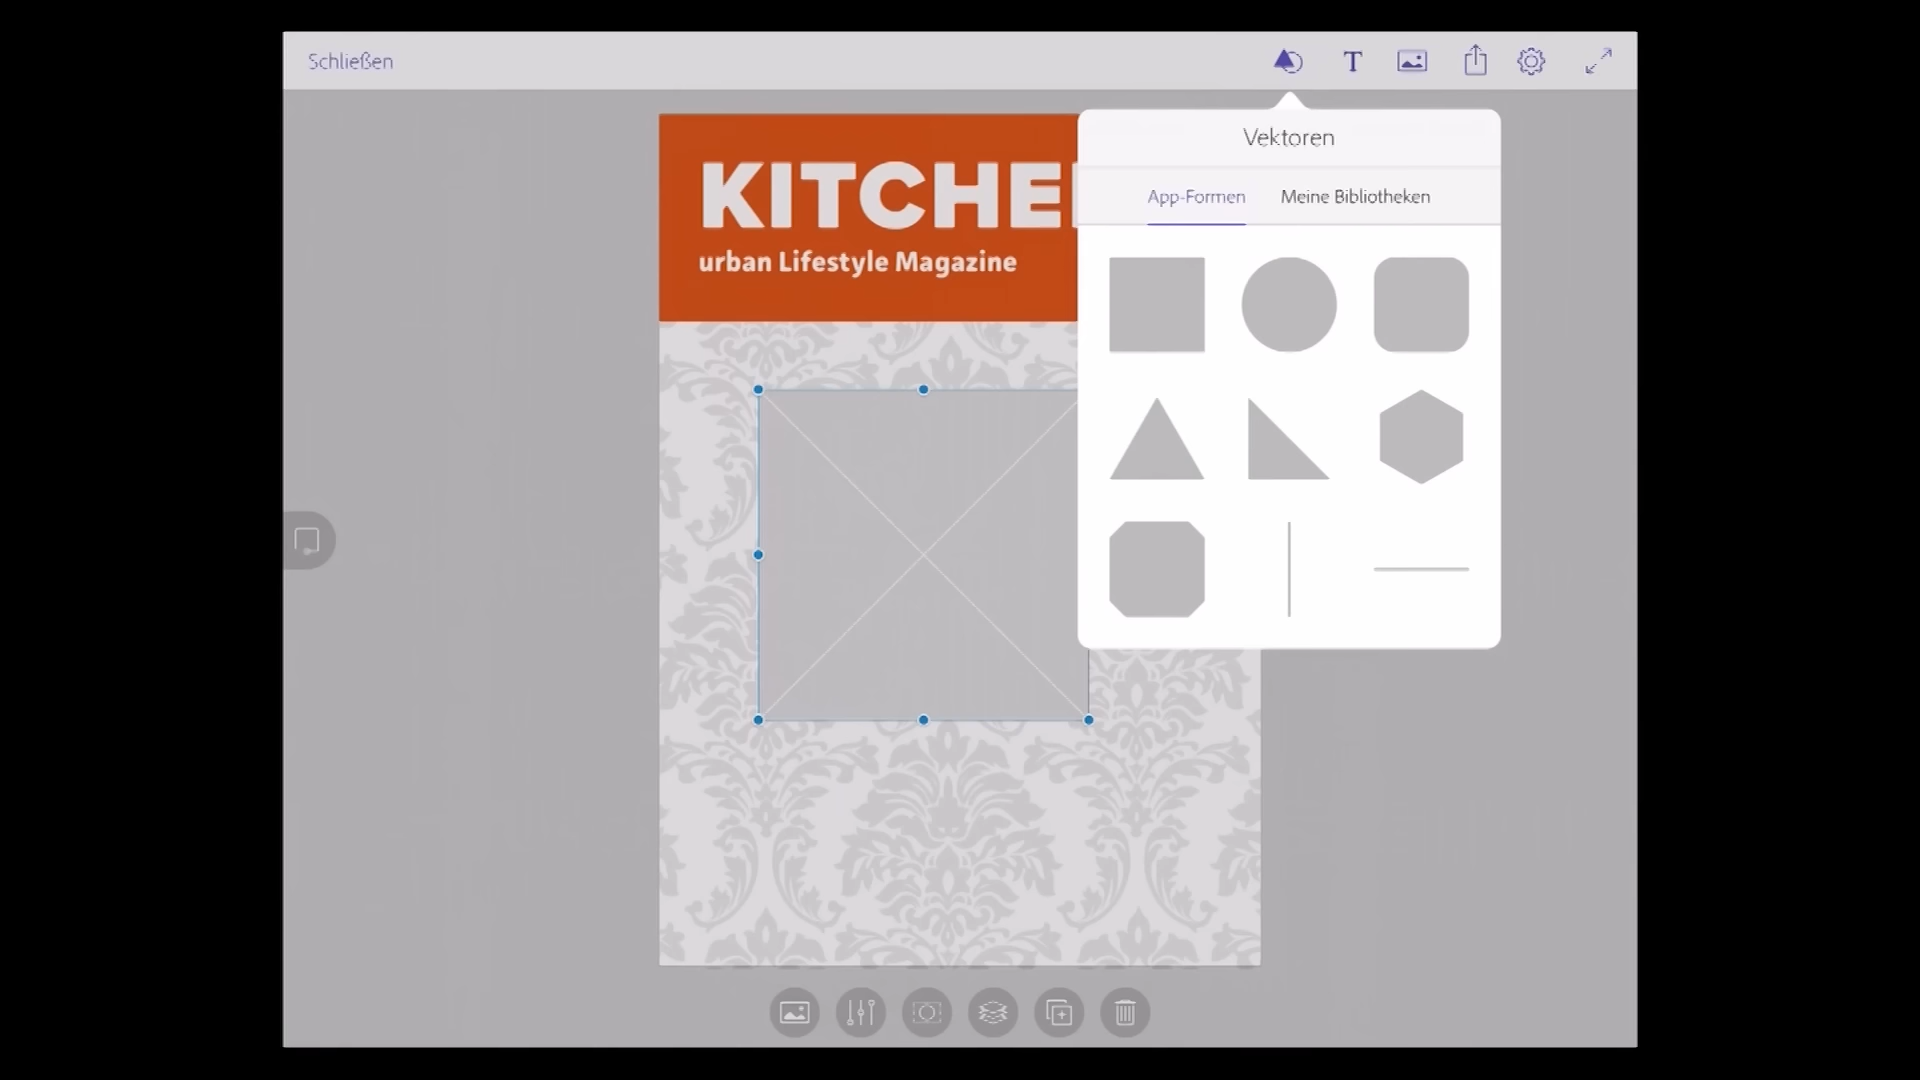 Schließen
T
Vektoren
App-Formen Meine Bibliotheken
KITCHE
urban Lifestyle Magazine